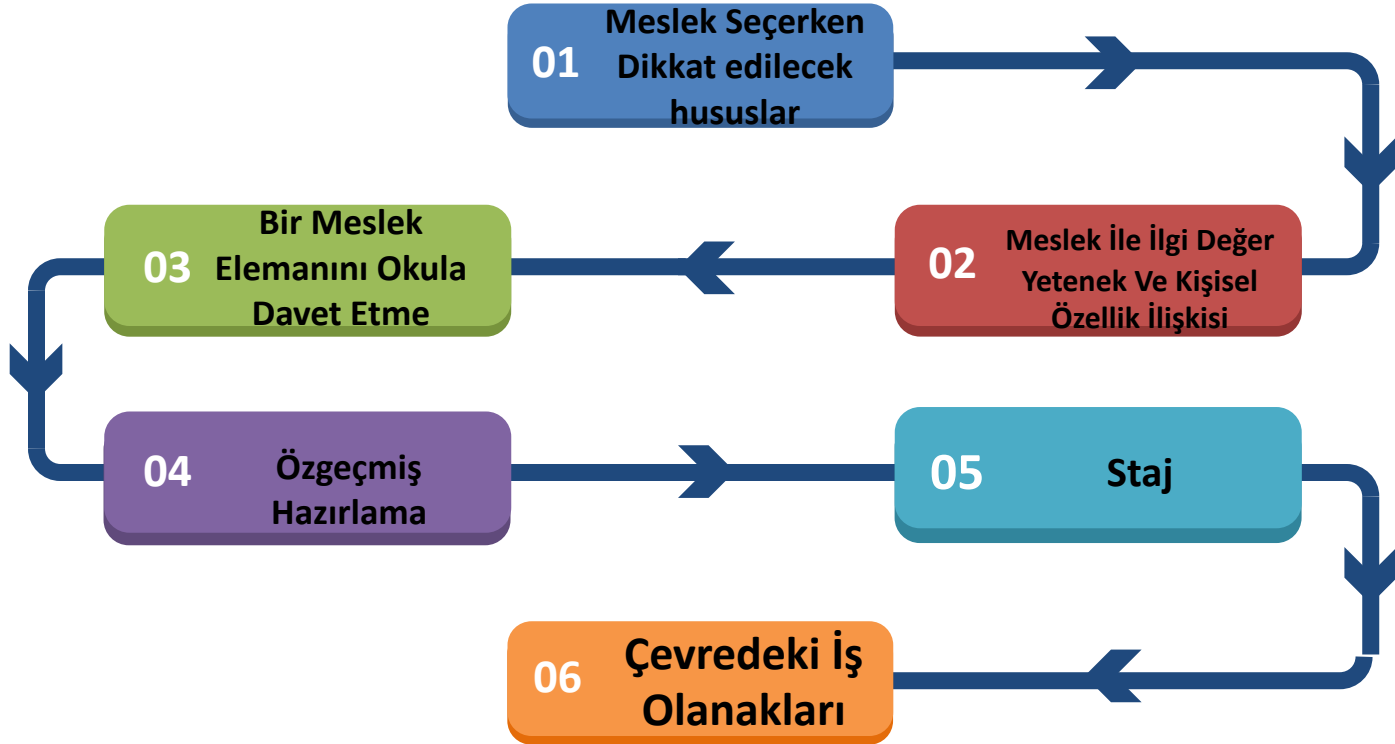 01
Meslek Seçerken
Dikkat edilecek
hususlar
02
Meslek İle İlgi Değer
Yetenek Ve Kişisel
Özellik İlişkisi
03
Bir Meslek
Elemanını Okula
Davet Etme
04
Özgeçmiş
Hazırlama
05
Staj
06
Çevredeki İş
Olanakları